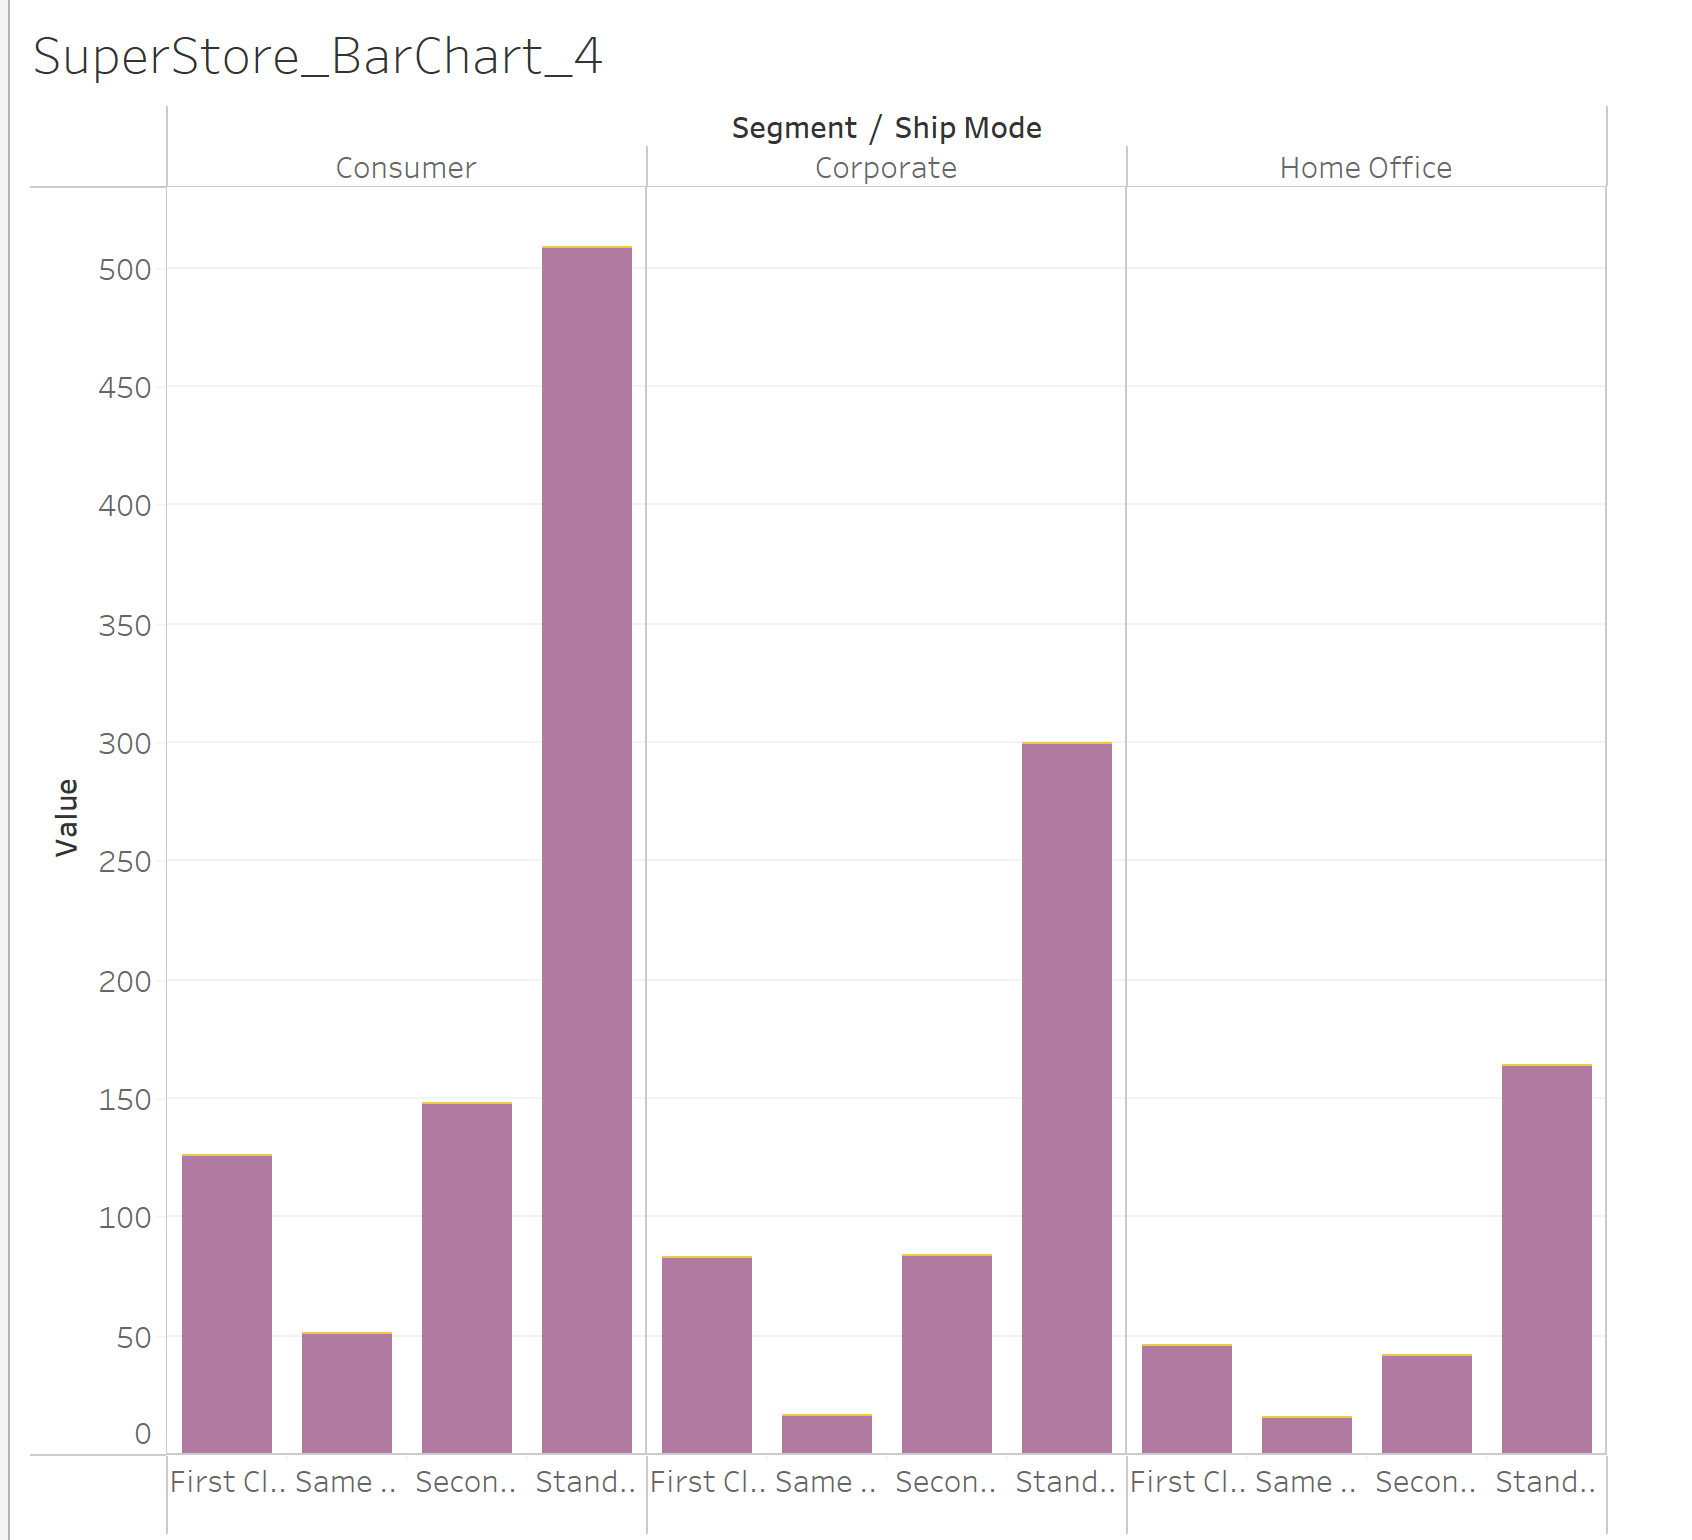 SuperStore_BarChart_4
Segment / Ship Mode
Consumer Corporate Home Office
500
450
400
350
300
250
200
150
100
50
0
Value
First Cl.. Same .. Secon.. Stand.. First Cl.. Same .. Secon.. Stand.. First Cl.. Same .. Secon.. Stand..